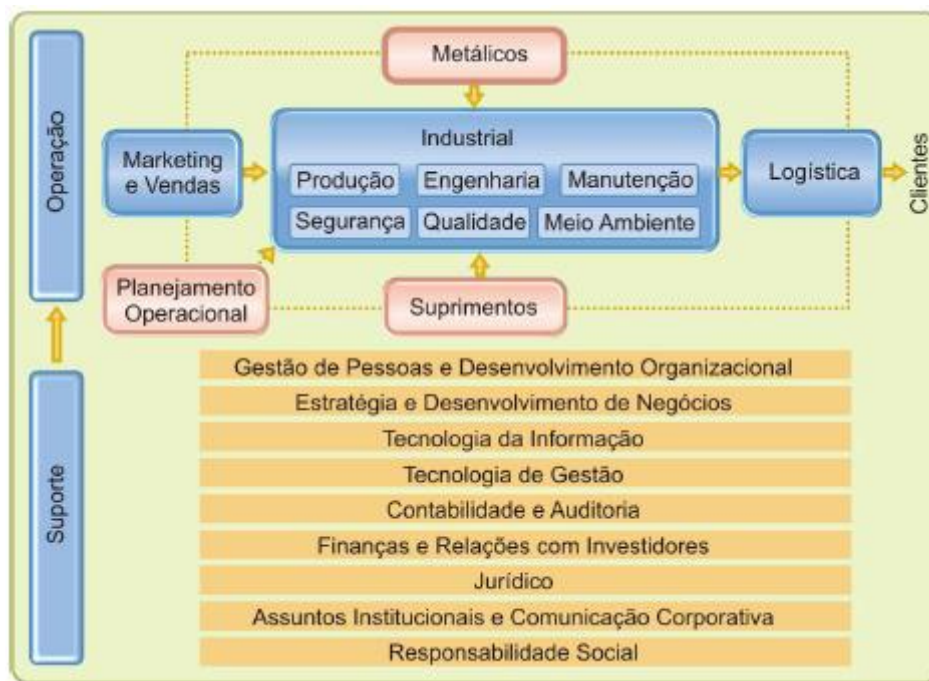 Operação
Metálicos
Marketing
e Vendas
Industrial
Produção
Engenharia
Manutenção
Segurança
Qualidade
Meio Ambiente
Logística
Clientes
Planejamento
Operacional
Suprimentos
Suporte
Gestão de Pessoas e Desenvolvimento Organizacional
Estratégia e Desenvolvimento de Negócios
Tecnologia da Informação
Tecnologia de Gestão
Contabilidade e Auditoria
Finanças e Relações com Investidores
Jurídico
Assuntos Institucionais e Comunicação Corporativa
Responsabilidade Social